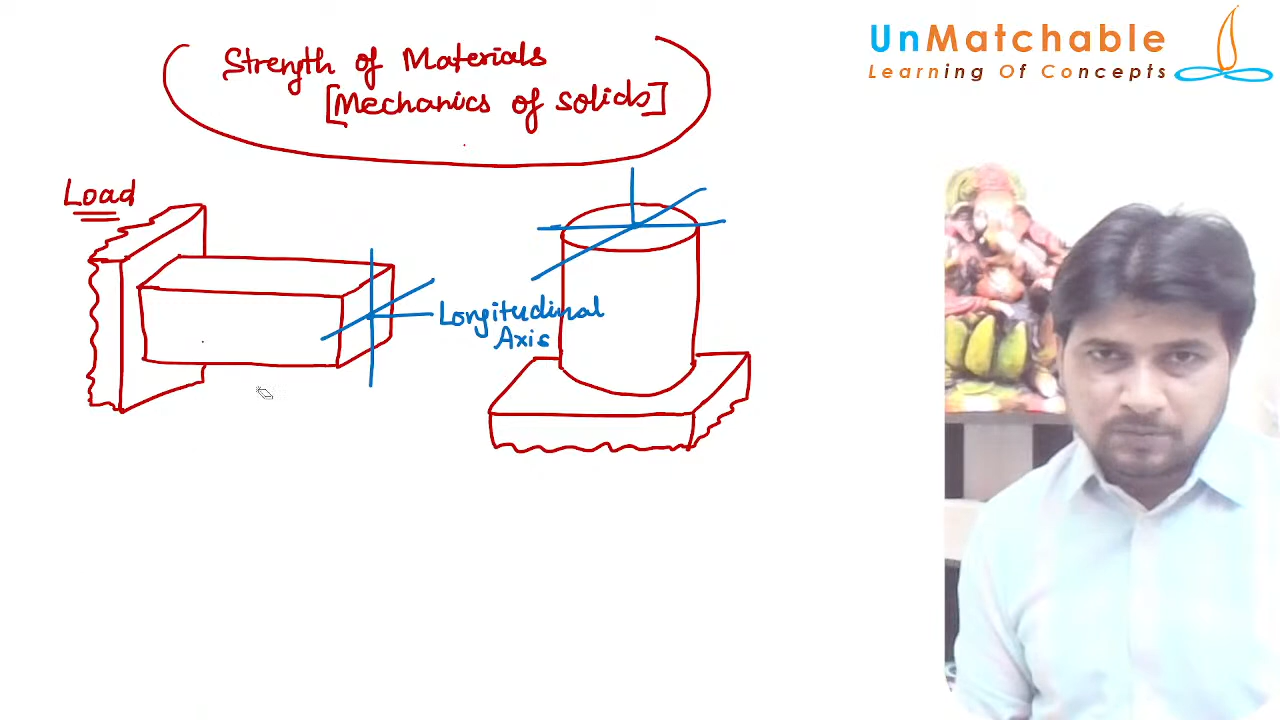 Strength of Materials
[Mechanics of solids]
UnMatchable
Learning Of Concepts
Load
Longitudinal
Axis